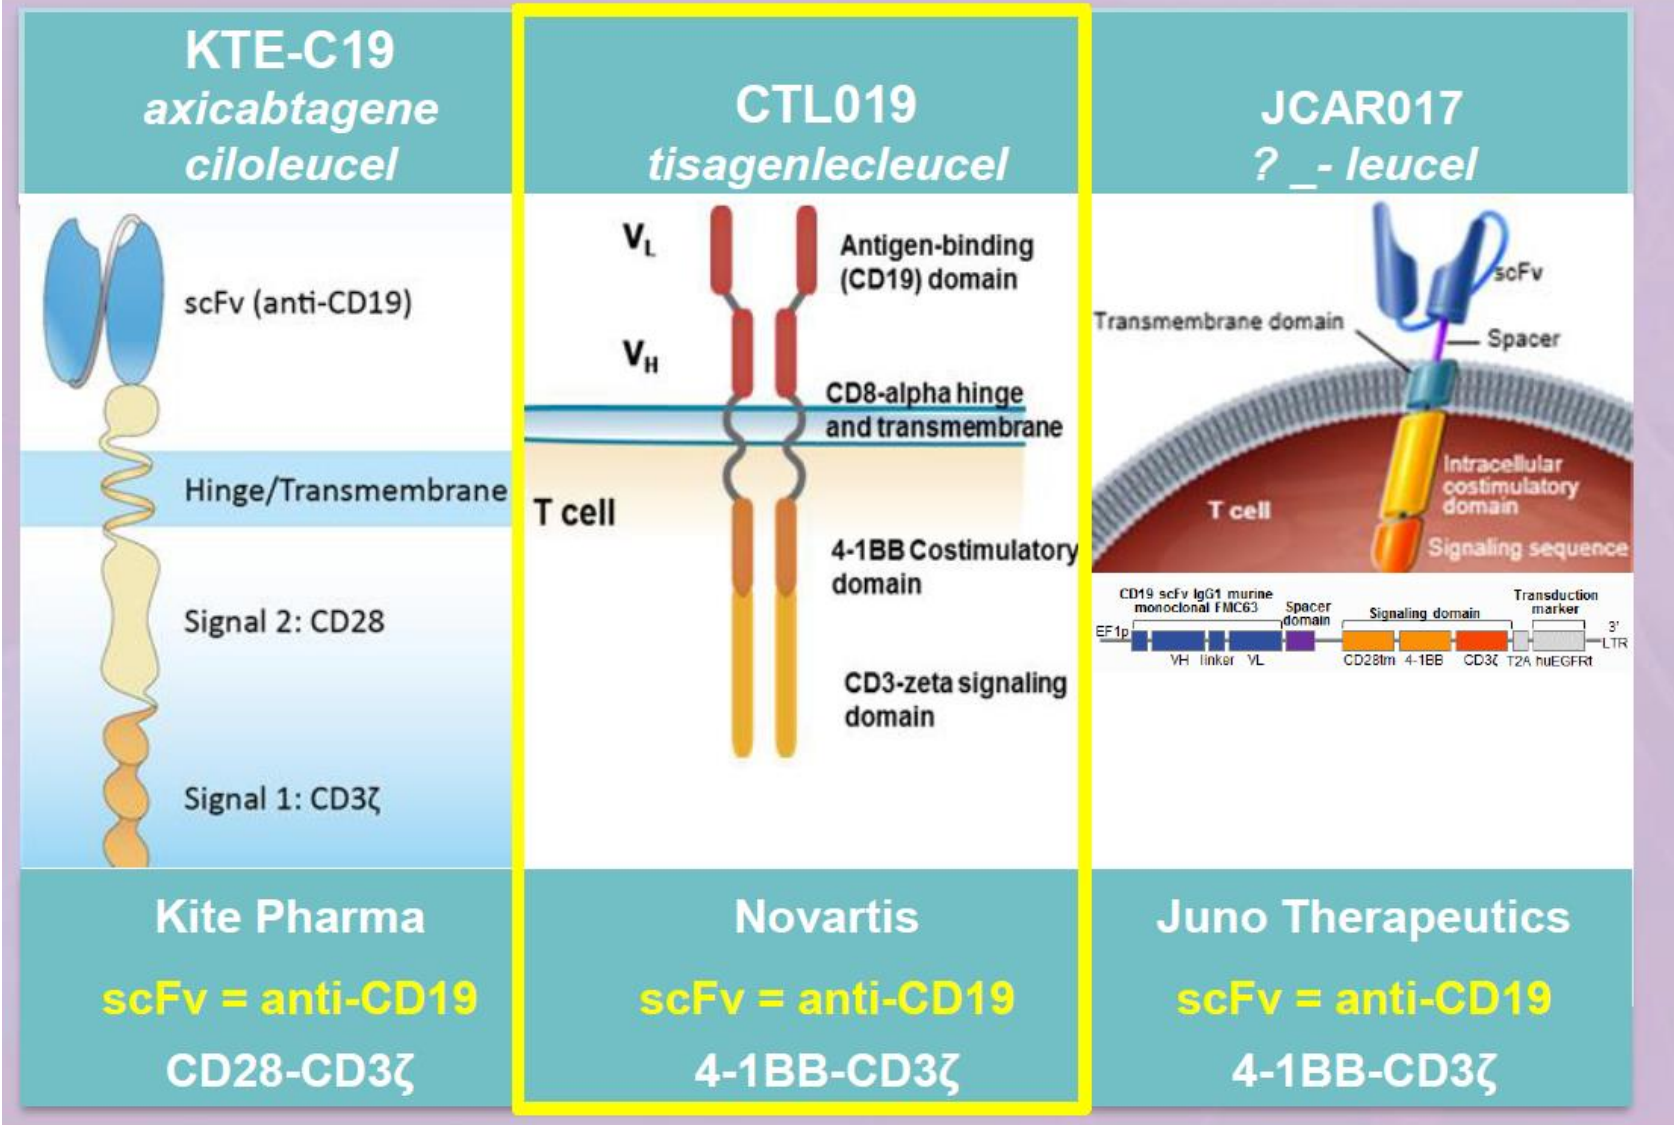 KTE-C19
axicabtagene
ciloleucel
scFv (anti-CD19)
Hinge/Transmembrane
Signal 2: CD28
Signal 1: CD3ζ
Kite Pharma
scFv = anti-CD19
CD28-CD3ζ
CTL019
tisagenlecleucel
VL
Antigen-binding
(CD19) domain
VH
CD8-alpha hinge
and transmembrane
T cell
4-1BB Costimulatory
domain
CD3-zeta signaling
domain
Novartis
scFv = anti-CD19
4-1BB-CD3ζ
JCAR017
? _- leucel
scFv
Transmembrane domain
Spacer
Intracellular
costimulatory
domain
T cell
Signaling sequence
CD19 scFv IgG1 murine
monoclonal FMC63
Spacer
domain
Signaling domain
Transduction
marker
EF1p
3'
LTR
VH linker VL
CD28tm 4-1BB CD3ζ T2A huEGFRt
Juno Therapeutics
scFv = anti-CD19
4-1BB-CD3ζ